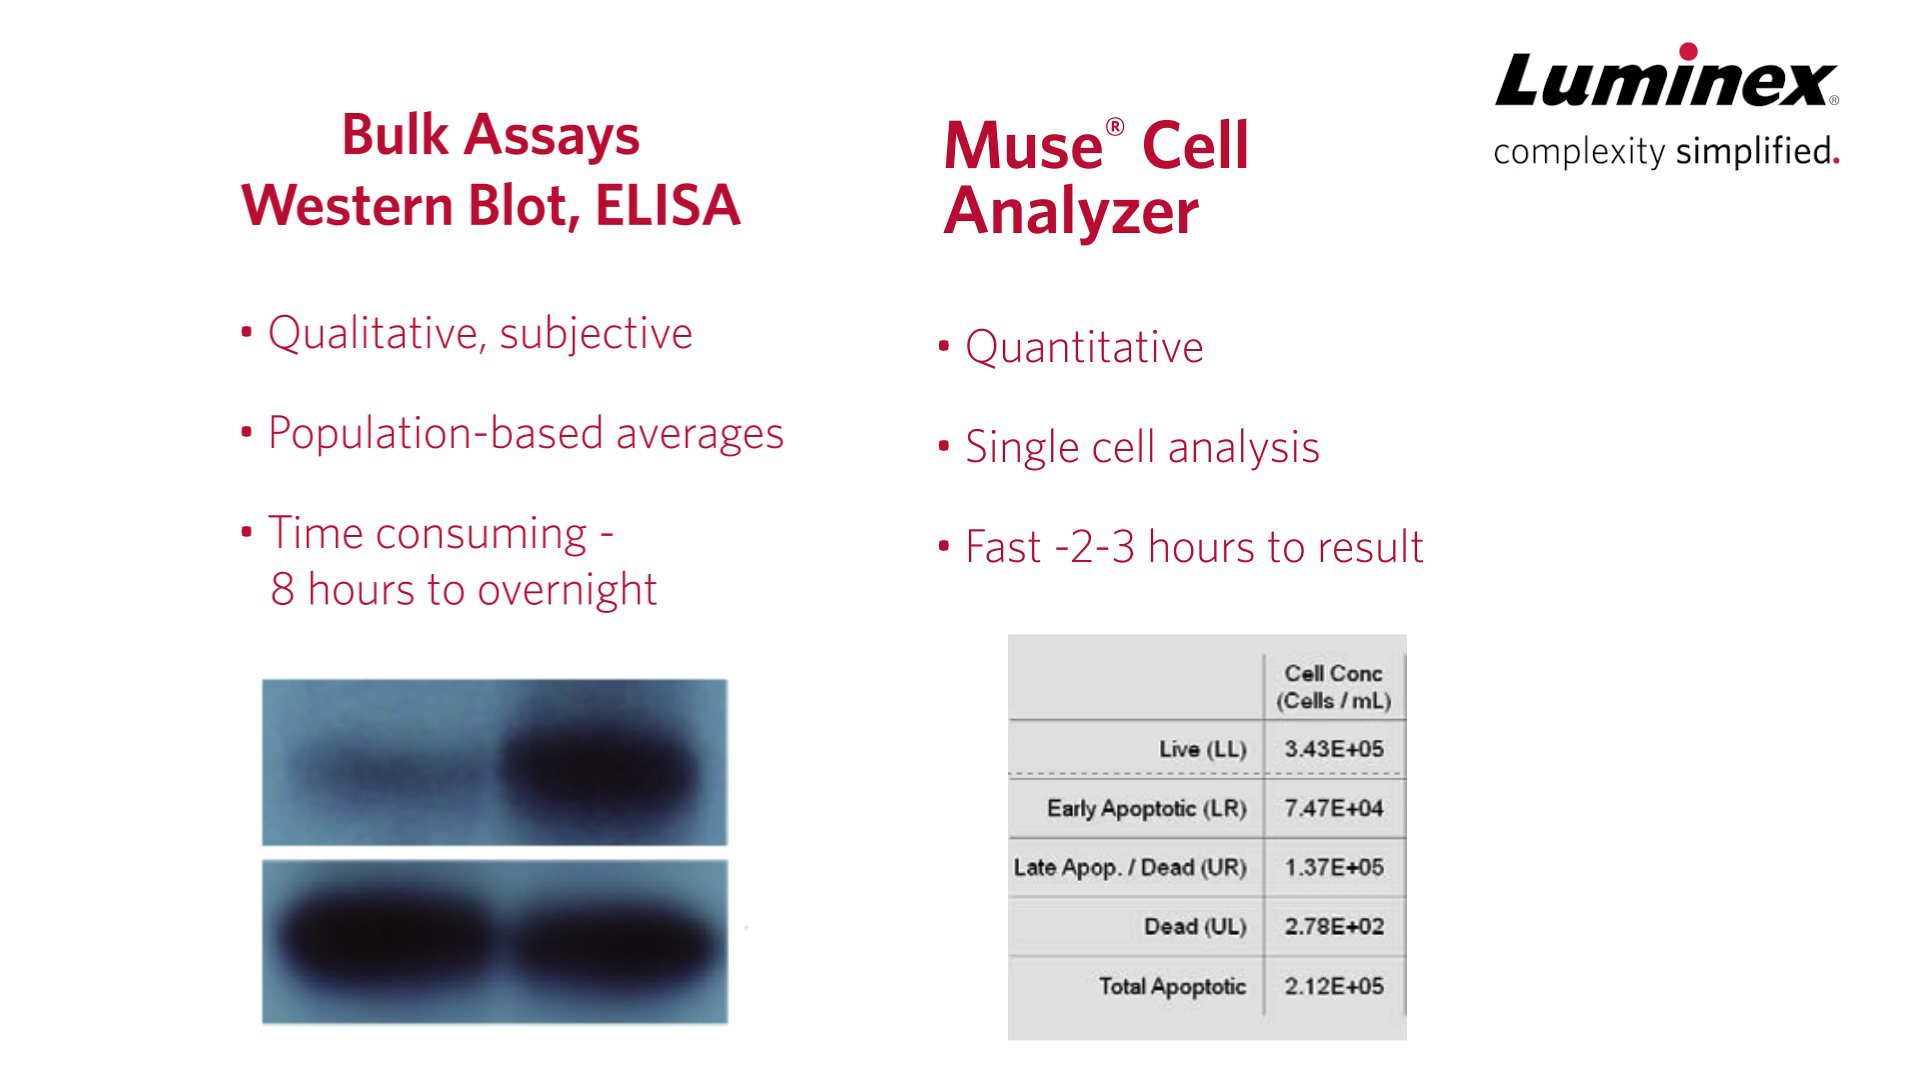 Luminex®
complexity simplified.
Bulk Assays
Western Blot, ELISA
• Qualitative, subjective
• Population-based averages
• Time consuming -
8 hours to overnight
Muse® Cell
Analyzer
• Quantitative
• Single cell analysis
• Fast -2-3 hours to result
Cell Conc
(Cells / mL)
Live (LL) 3.43E+05
Early Apoptotic (LR) 7.47E+04
Late Apop. / Dead (UR) 1.37E+05
Dead (UL) 2.78E+02
Total Apoptotic 2.12E+05